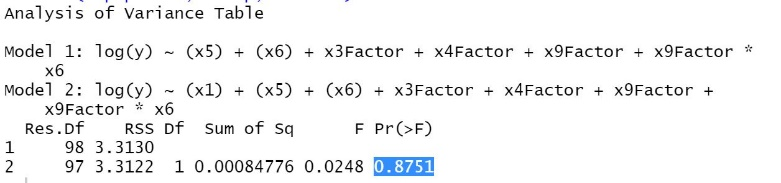 Analysis of Variance Table
Model 1: log(y) ~ (x5) + (x6) + x3Factor + x4Factor + x9Factor + x9Factor *
x6
Model 2: log(y) ~ (x1) + (x5) + (x6) + x3Factor + x4Factor + x9Factor +
x9Factor * x6
Res.Df RSS Df Sum of Sq F Pr(>F)
1 98 3.3130
2 97 3.3122 1 0.00084776 0.0248 0.8751